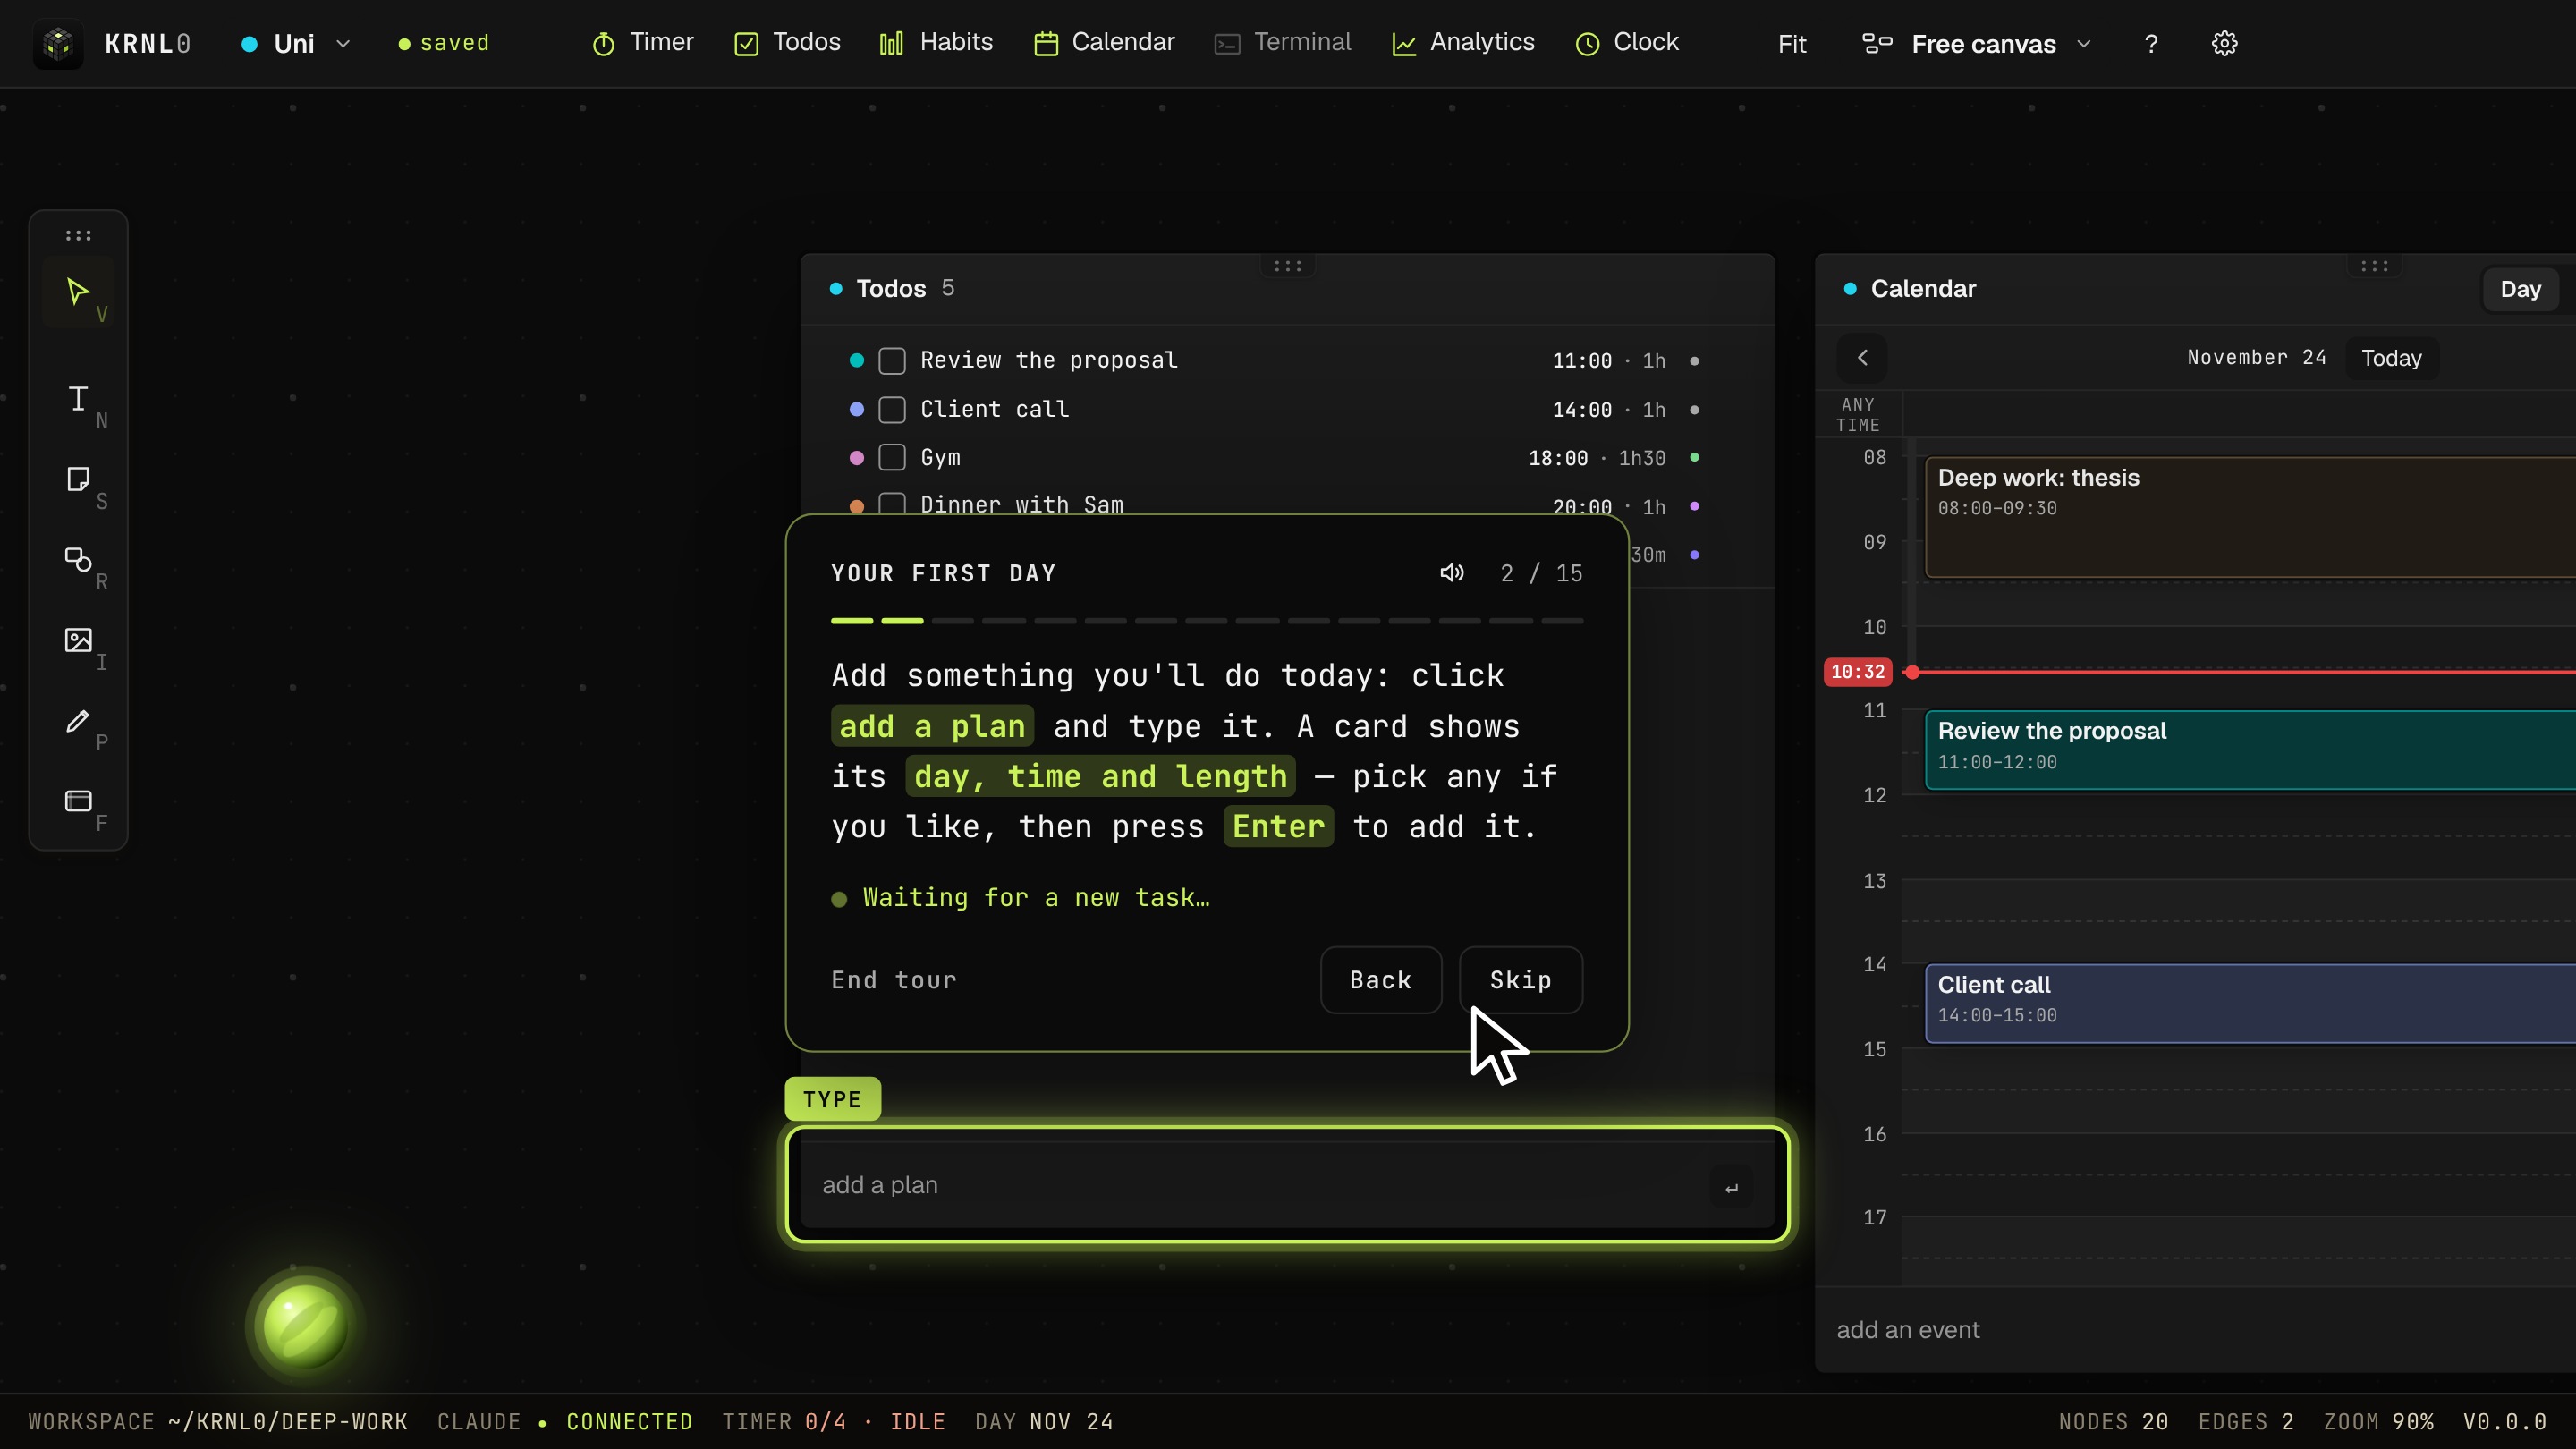 KRNL0
Uni
saved
Timer
Todos
Habits
Calendar
Terminal
Analytics
Clock
Fit
Free canvas
?
V
N
S
R
I
P
F
Todos 5
Review the proposal 11:00 · 1h
Client call 14:00 · 1h
Gym 18:00 · 1h30
Dinner with Sam 20:00 · 1h
30m
YOUR FIRST DAY 2 / 15
Add something you'll do today: click
add a plan and type it. A card shows
its day, time and length — pick any if
you like, then press Enter to add it.
Waiting for a new task…
End tour Back Skip
TYPE
add a plan ↵
Calendar Day
November 24 Today
ANY
TIME
08
Deep work: thesis
08:00–09:30
09
10
10:32
11
Review the proposal
11:00–12:00
12
13
14
Client call
14:00–15:00
15
16
17
add an event
WORKSPACE ~/KRNL0/DEEP-WORK CLAUDE • CONNECTED TIMER 0/4 · IDLE DAY NOV 24 NODES 20 EDGES 2 ZOOM 90% V0.0.0